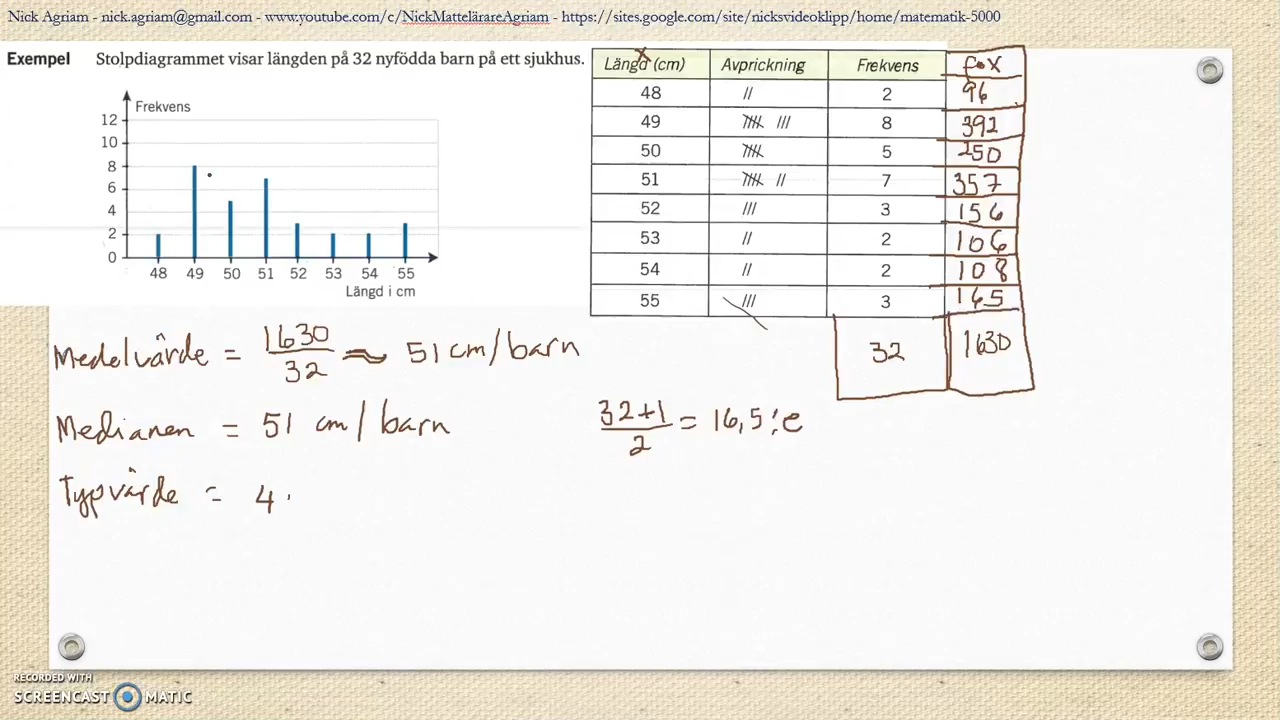 Nick Agriam - nick.agriam@gmail.com - www.youtube.com/c/NickMattelärareAgriam - https://sites.google.com/site/nicksvideoklipp/home/matematik-5000
Exempel Stolpdiagrammet visar längden på 32 nyfödda barn på ett sjukhus.
Frekvens
12
10
8
6
4
2
0
48 49 50 51 52 53 54 55
Längd i cm
x
Längd (cm) Avprickning Frekvens f•x
48 // 2 96
49 //// /// 8 392
50 //// 5 250
51 //// // 7 357
52 /// 3 156
53 // 2 106
54 // 2 108
55 /// 3 165
32 1630
Medelvärde = 1630/32 ≈ 51 cm/barn
Medianen = 51 cm/barn
32+1/2 = 16,5:e
Typvärde = 4
RECORDED WITH
SCREENCAST MATIC